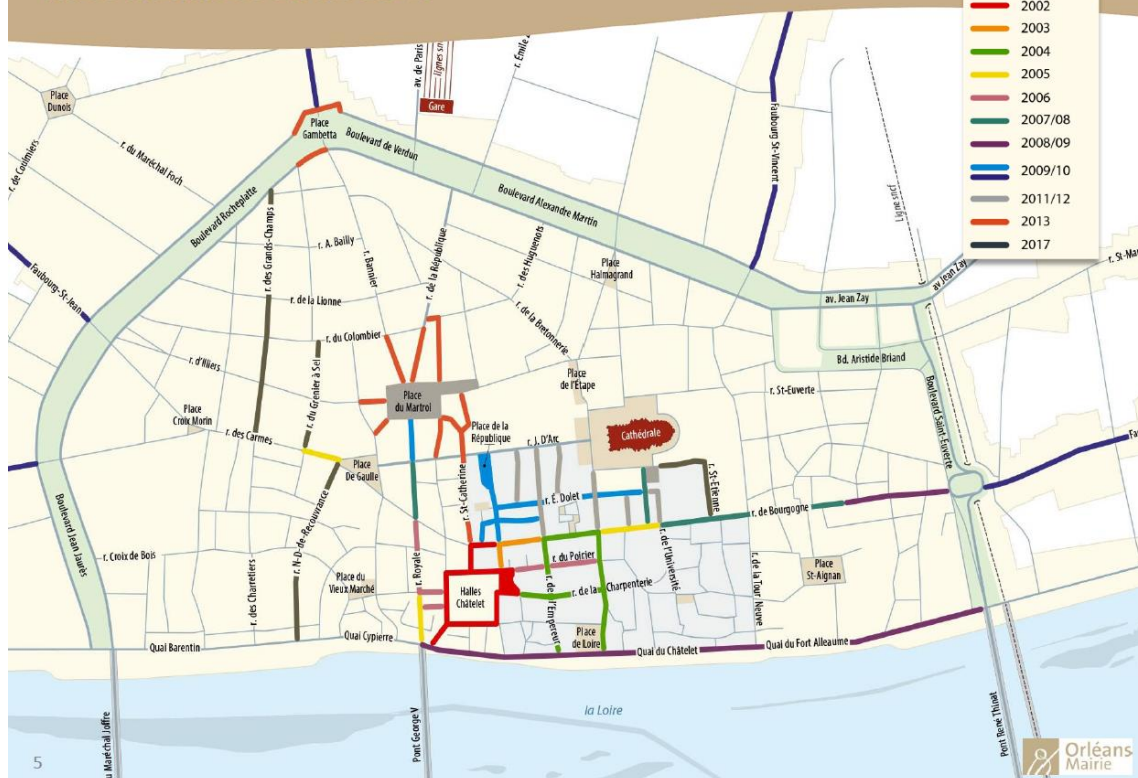 2002
2003
2004
2005
2006
2007/08
2008/09
2009/10
2011/12
2013
2017
Place
Dunois
r. de Coulmiers
r. du Maréchal Foch
Place
Gambetta
Boulevard de Verdun
av. de Paris
Gare
Boulevard Alexandre Martin
Faubourg St-Vincent
Boulevard Rocheplatte
r. des Grands-Champs
r. A. Bailly
r. Bannier
r. de la République
r. des Huguenots
Place
Halmagrand
av. Jean Zay
av. Jean Zay
Faubourg-St-Jean
r. de la Lionne
r. de la Bretonnerie
r. du Colombier
Bd. Aristide Briand
r. d'Illiers
r. du Grenier à Sel
Place
de l'Étape
r. St-Euverte
Boulevard Saint-Euverte
Place
Croix Morin
Place
du Martroi
Place de la
République
r. des Carmes
Place
De Gaulle
r. J. D'Arc
Cathédrale
r. St-Etienne
r. St-Catherine
r. É. Dolet
r. de Bourgogne
Boulevard Jean Jaurès
r. Croix de Bois
r. des Charretiers
r. N-D-de-Recouvrance
Place du
Vieux Marché
r. Royale
Halles
Châtelet
r. du Poirier
r. de la Charpenterie
r. de l'Empereur
r. de l'Université
r. de la Tour Neuve
Place
St-Aignan
Place
de Loire
Quai Barentin
Quai Cypierre
Quai du Châtelet
Quai du Fort Alleaume
la Loire
Maréchal Joffre
Pont George V
Pont René Thinat
5
Orléans
Mairie